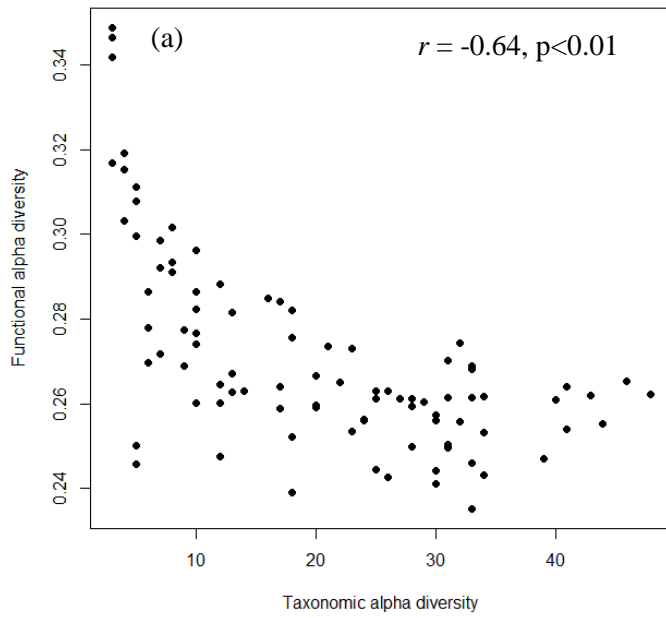 (a)
r = -0.64, p<0.01
Functional alpha diversity
0.34
0.32
0.30
0.28
0.26
0.24
10 20 30 40
Taxonomic alpha diversity